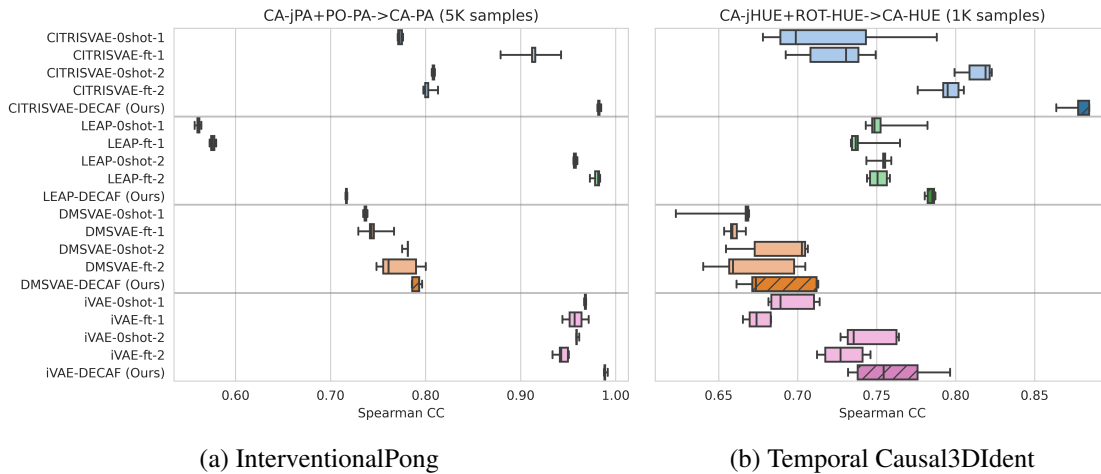 CA-jPA+PO-PA->CA-PA (5K samples)
CITRISVAE-0shot-1
CITRISVAE-ft-1
CITRISVAE-0shot-2
CITRISVAE-ft-2
CITRISVAE-DECAF (Ours)
LEAP-0shot-1
LEAP-ft-1
LEAP-0shot-2
LEAP-ft-2
LEAP-DECAF (Ours)
DMSVAE-0shot-1
DMSVAE-ft-1
DMSVAE-0shot-2
DMSVAE-ft-2
DMSVAE-DECAF (Ours)
iVAE-0shot-1
iVAE-ft-1
iVAE-0shot-2
iVAE-ft-2
iVAE-DECAF (Ours)
0.60 0.70 0.80 0.90 1.00
Spearman CC
(a) InterventionalPong
CA-jHUE+ROT-HUE->CA-HUE (1K samples)
0.65 0.70 0.75 0.80 0.85
Spearman CC
(b) Temporal Causal3DIdent